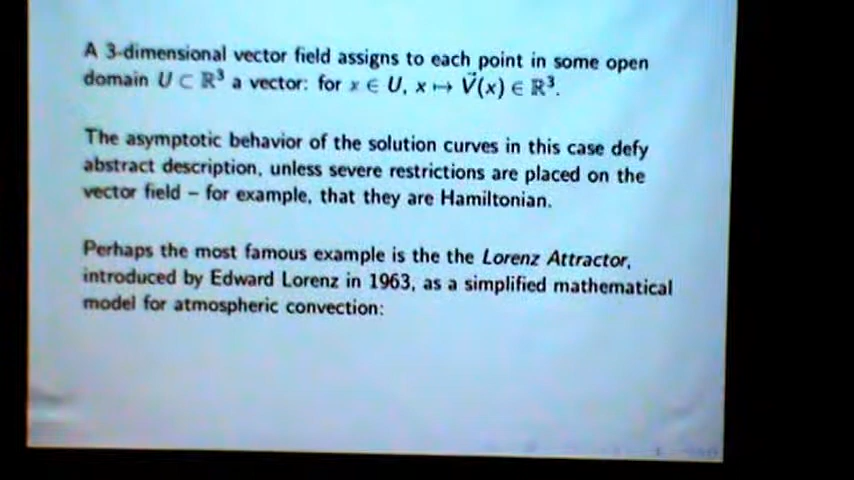 A 3-dimensional vector field assigns to each point in some open
domain U ⊂ ℝ³ a vector: for x ∈ U, x ↦ V⃗(x) ∈ ℝ³.
The asymptotic behavior of the solution curves in this case defy
abstract description, unless severe restrictions are placed on the
vector field – for example, that they are Hamiltonian.
Perhaps the most famous example is the the Lorenz Attractor,
introduced by Edward Lorenz in 1963, as a simplified mathematical
model for atmospheric convection: